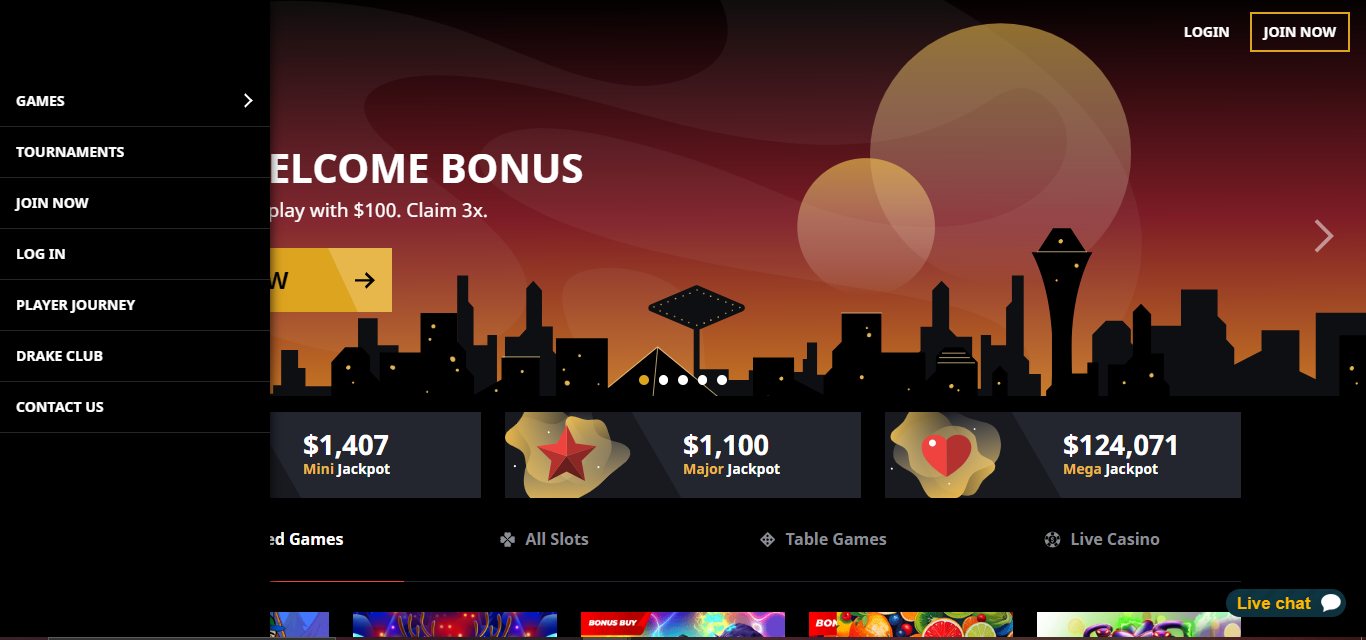 LOGIN
JOIN NOW
GAMES
TOURNAMENTS
JOIN NOW
LOG IN
PLAYER JOURNEY
DRAKE CLUB
CONTACT US
ELCOME BONUS
play with $100. Claim 3x.
W
$1,407
Mini Jackpot
$1,100
Major Jackpot
$124,071
Mega Jackpot
ed Games
All Slots
Table Games
Live Casino
BONUS BUY
BON
Live chat